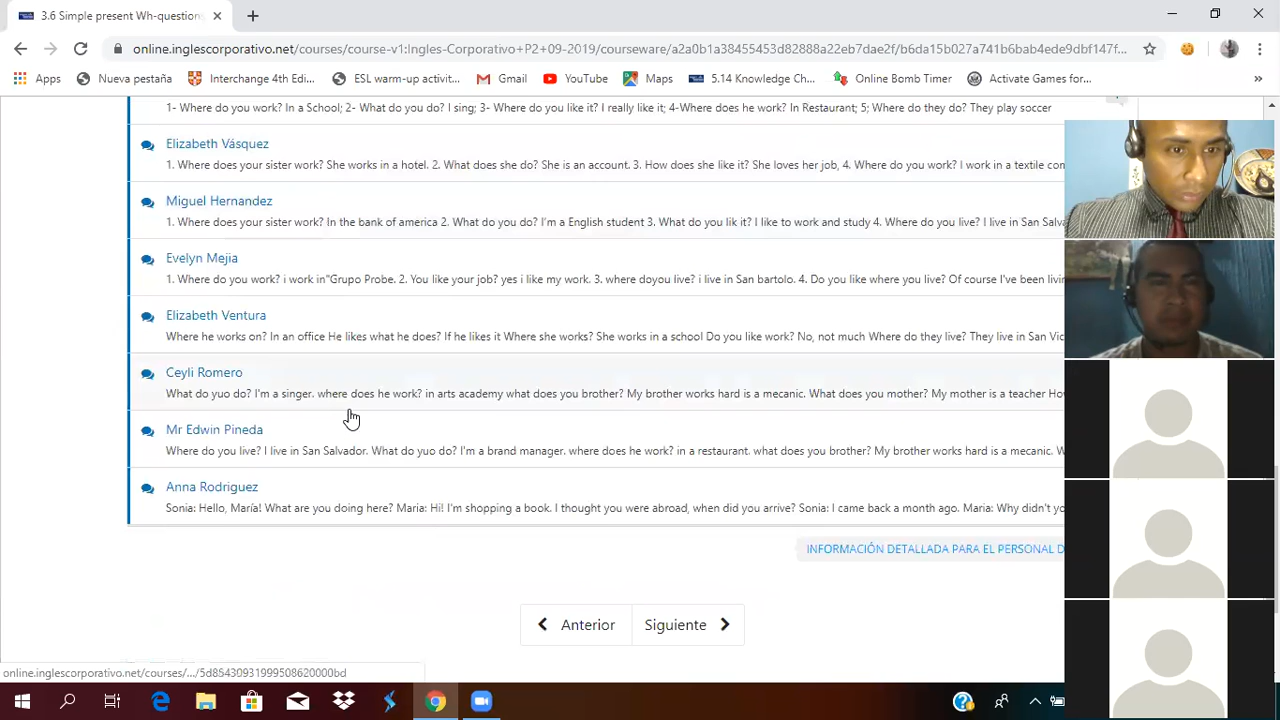 3.6 Simple present Wh-question
online.inglescorporativo.net/courses/course-v1:Ingles-Corporativo+P2+09-2019/courseware/a2a0b1a38455453d82888a22eb7dae2f/b6da15b027a741b6bab4ede9dbf147f...
Apps Nueva pestaña Interchange 4th Edi... ESL warm-up activit... Gmail YouTube Maps 5.14 Knowledge Ch... Online Bomb Timer Activate Games for... »
1- Where do you work? In a School; 2- What do you do? I sing; 3- Where do you like it? I really like it; 4-Where does he work? In Restaurant; 5; Where do they do? They play soccer
Elizabeth Vásquez
1. Where does your sister work? She works in a hotel. 2. What does she do? She is an account. 3. How does she like it? She loves her job, 4. Where do you work? I work in a textile con
Miguel Hernandez
1. Where does your sister work? In the bank of america 2. What do you do? I'm a English student 3. What do you lik it? I like to work and study 4. Where do you live? I live in San Salva
Evelyn Mejia
1. Where do you work? i work in"Grupo Probe. 2. You like your job? yes i like my work. 3. where doyou live? i live in San bartolo. 4. Do you like where you live? Of course I've been livin
Elizabeth Ventura
Where he works on? In an office He likes what he does? If he likes it Where she works? She works in a school Do you like work? No, not much Where do they live? They live in San Vic
Ceyli Romero
What do yuo do? I'm a singer. where does he work? in arts academy what does you brother? My brother works hard is a mecanic. What does you mother? My mother is a teacher Ho
Mr Edwin Pineda
Where do you live? I live in San Salvador. What do yuo do? I'm a brand manager. where does he work? in a restaurant. what does you brother? My brother works hard is a mecanic. W
Anna Rodriguez
Sonia: Hello, María! What are you doing here? Maria: Hi! I'm shopping a book. I thought you were abroad, when did you arrive? Sonia: I came back a month ago. Maria: Why didn't yo
INFORMACIÓN DETALLADA PARA EL PERSONAL D
Anterior Siguiente
online.inglescorporativo.net/courses/.../5d8643093199950862000​0bd